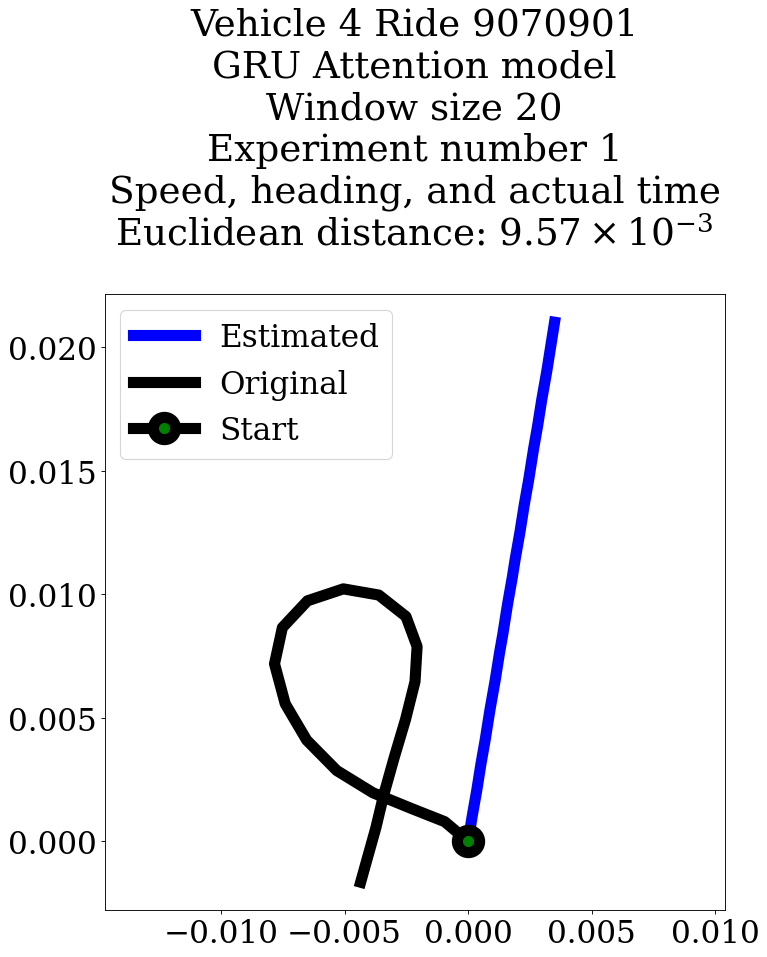 Vehicle 4 Ride 9070901
GRU Attention model
Window size 20
Experiment number 1
Speed, heading, and actual time
Euclidean distance: 9.57 × 10⁻³
Estimated
Original
Start
0.020
0.015
0.010
0.005
0.000
−0.010 −0.005 0.000 0.005 0.010